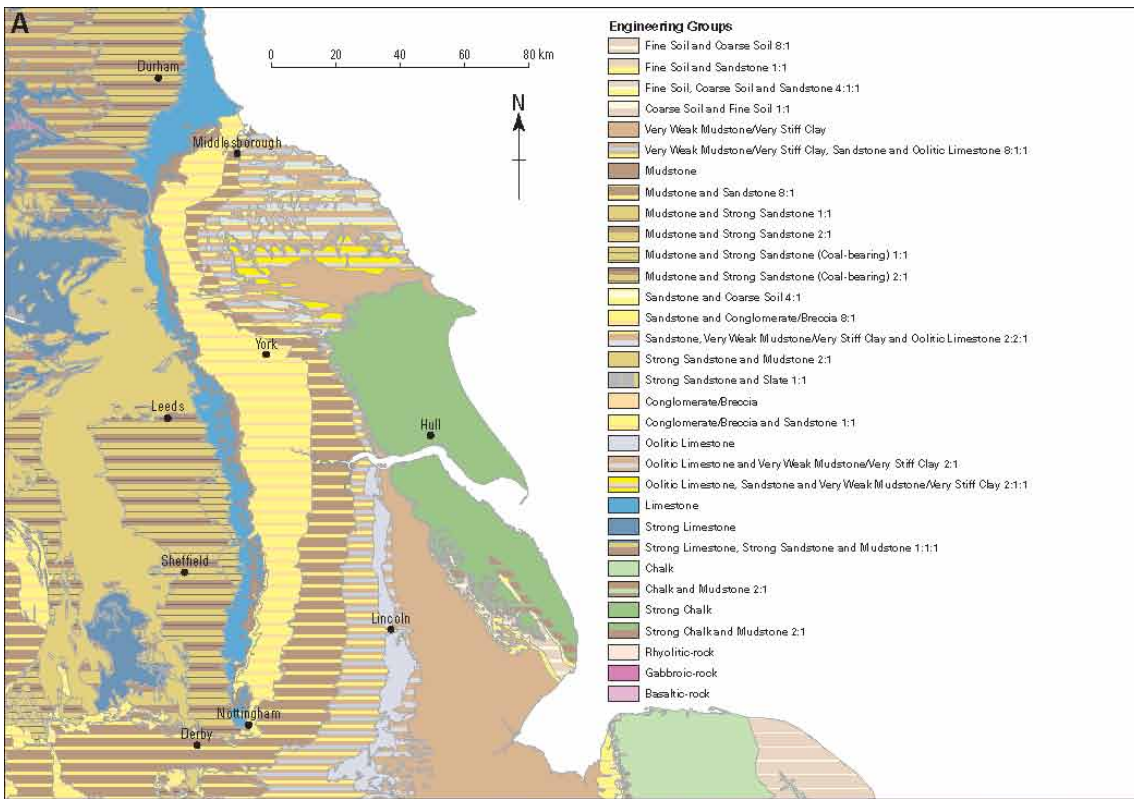 A
Durham
0 20 40 60 80 km
N
Middlesborough
York
Leeds
Hull
Sheffield
Lincoln
Nottingham
Derby
Engineering Groups
Fine Soil and Coarse Soil 8:1
Fine Soil and Sandstone 1:1
Fine Soil, Coarse Soil and Sandstone 4:1:1
Coarse Soil and Fine Soil 1:1
Very Weak Mudstone/Very Stiff Clay
Very Weak Mudstone/Very Stiff Clay, Sandstone and Oolitic Limestone 8:1:1
Mudstone
Mudstone and Sandstone 8:1
Mudstone and Strong Sandstone 1:1
Mudstone and Strong Sandstone 2:1
Mudstone and Strong Sandstone (Coal-bearing) 1:1
Mudstone and Strong Sandstone (Coal-bearing) 2:1
Sandstone and Coarse Soil 4:1
Sandstone and Conglomerate/Breccia 8:1
Sandstone, Very Weak Mudstone/Very Stiff Clay and Oolitic Limestone 2:2:1
Strong Sandstone and Mudstone 2:1
Strong Sandstone and Slate 1:1
Conglomerate/Breccia
Conglomerate/Breccia and Sandstone 1:1
Oolitic Limestone
Oolitic Limestone and Very Weak Mudstone/Very Stiff Clay 2:1
Oolitic Limestone, Sandstone and Very Weak Mudstone/Very Stiff Clay 2:1:1
Limestone
Strong Limestone
Strong Limestone, Strong Sandstone and Mudstone 1:1:1
Chalk
Chalk and Mudstone 2:1
Strong Chalk
Strong Chalk and Mudstone 2:1
Rhyolitic-rock
Gabbroic-rock
Basaltic-rock